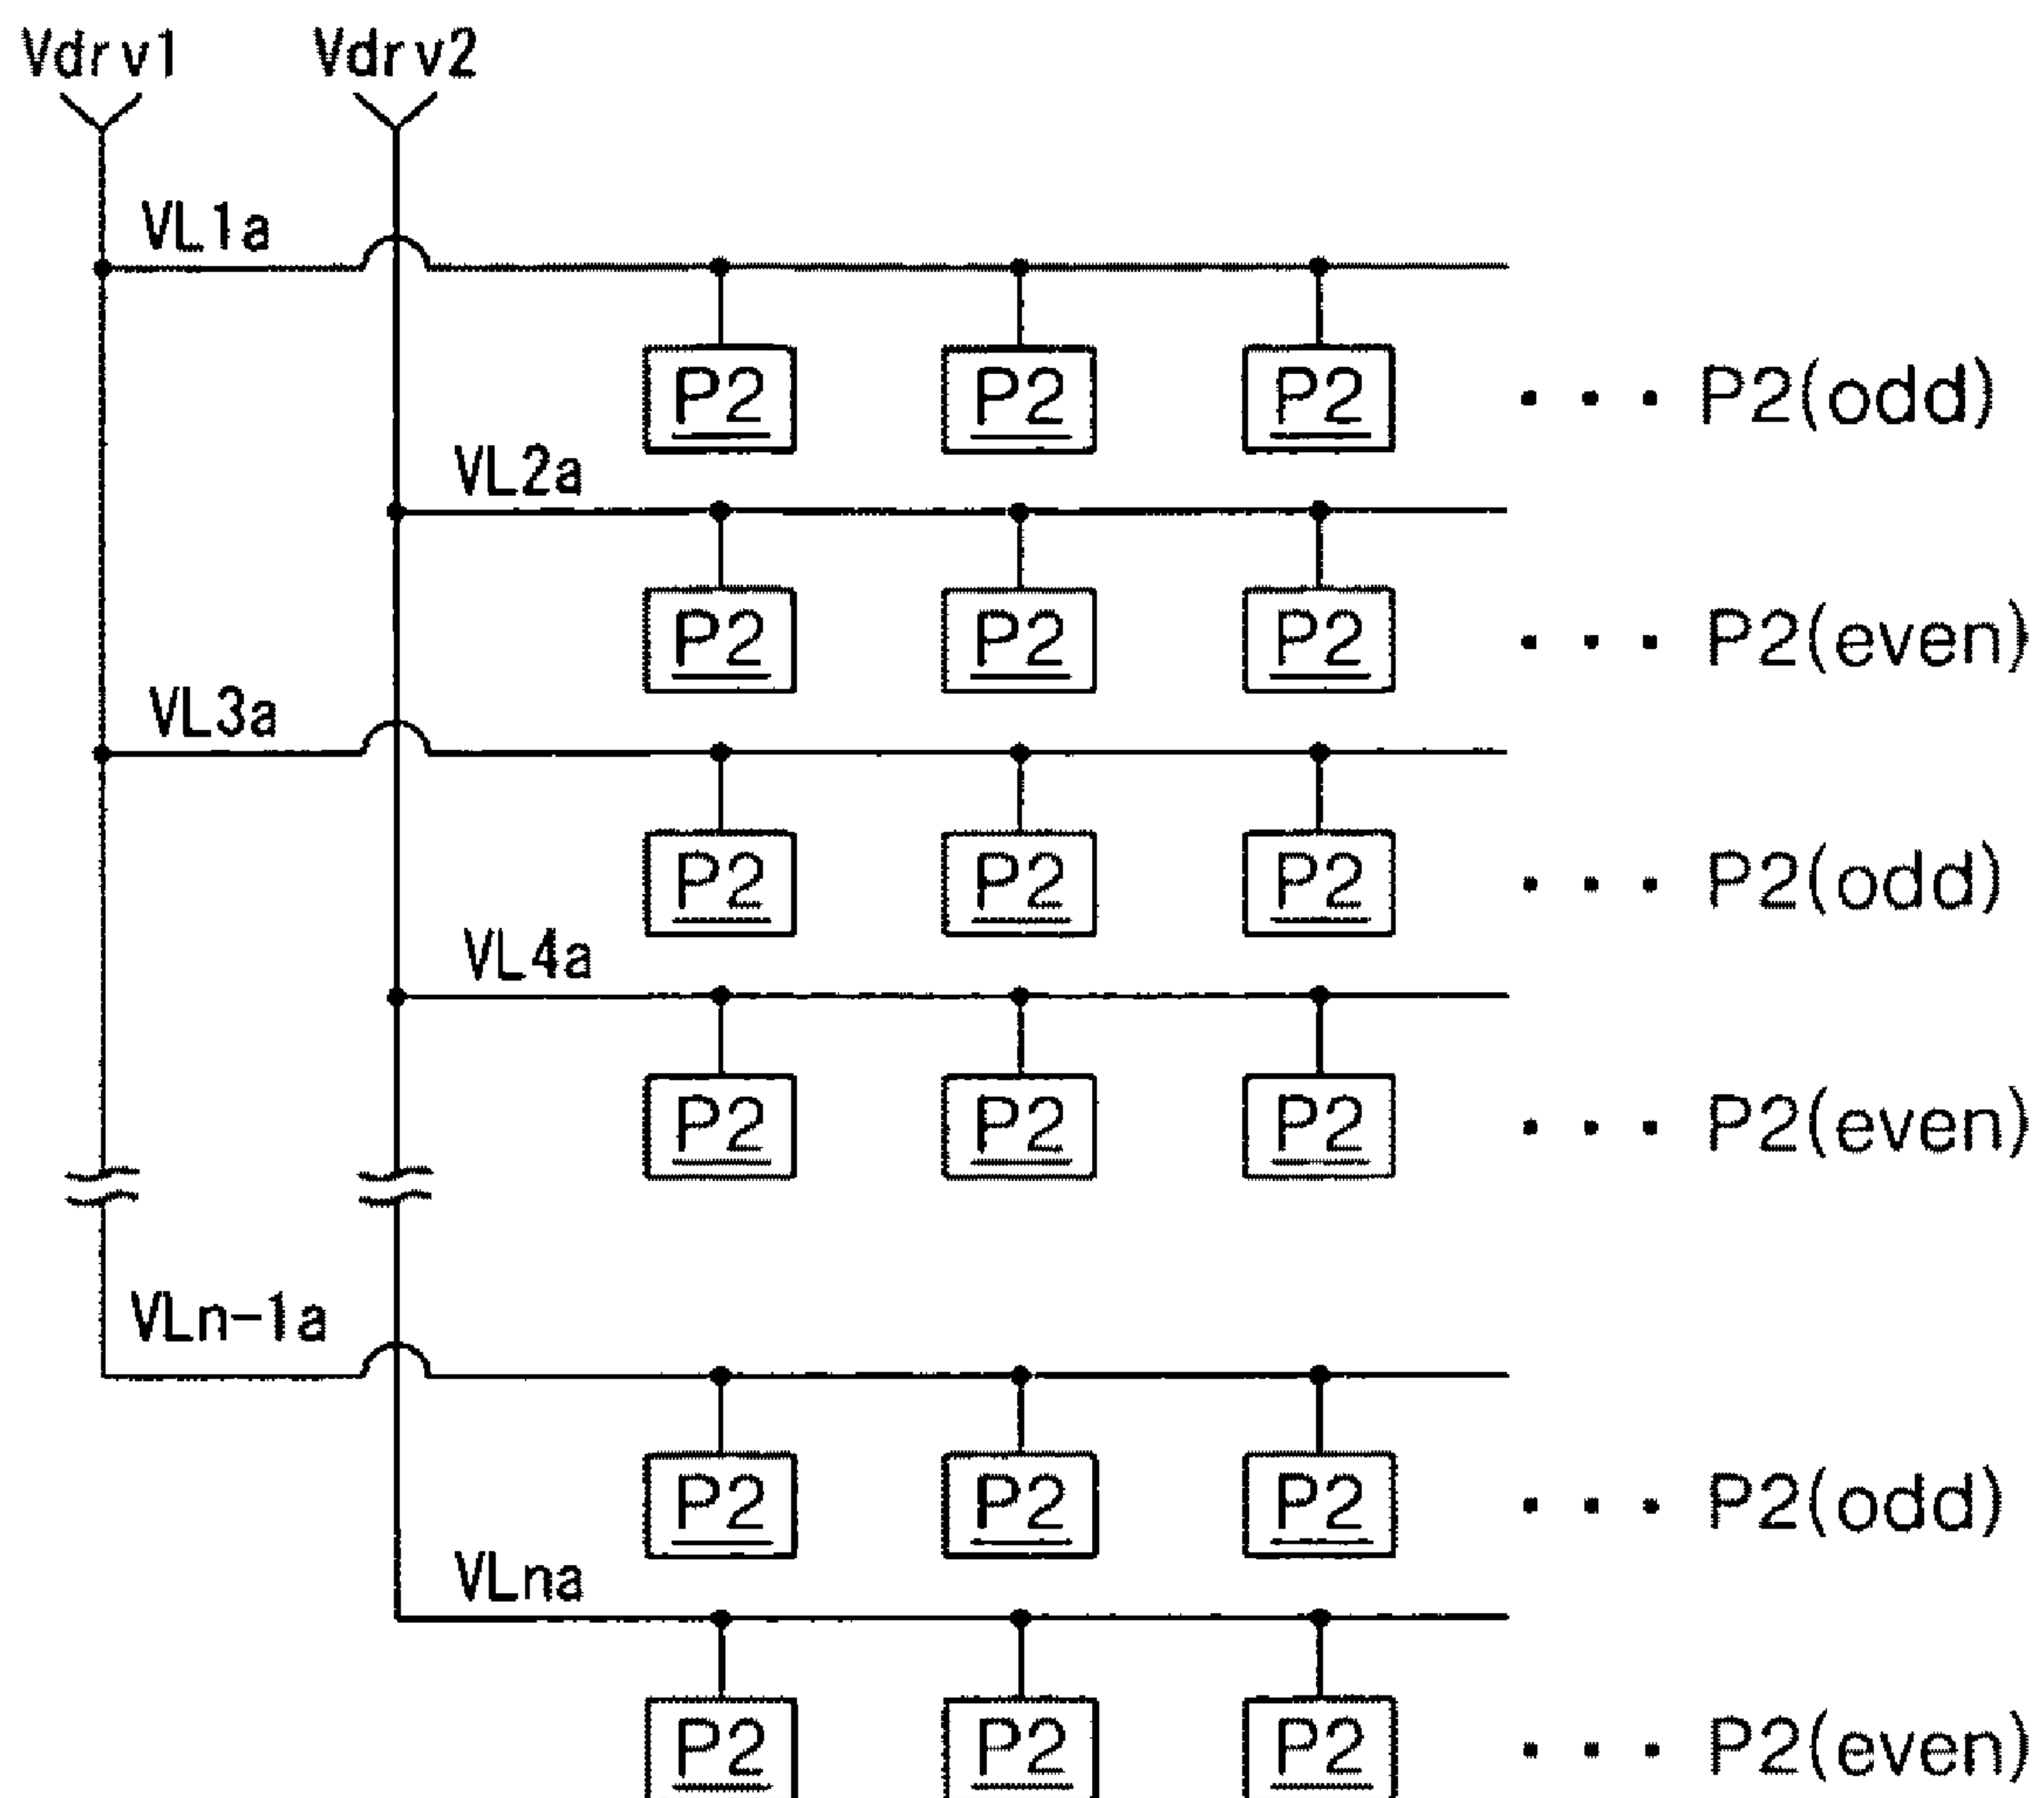 Vdrv1 Vdrv2
VL1a
P2 P2 P2 · · · P2(odd)
VL2a
P2 P2 P2 · · · P2(even)
VL3a
P2 P2 P2 · · · P2(odd)
VL4a
P2 P2 P2 · · · P2(even)
VLn-1a
P2 P2 P2 · · · P2(odd)
VLna
P2 P2 P2 · · · P2(even)